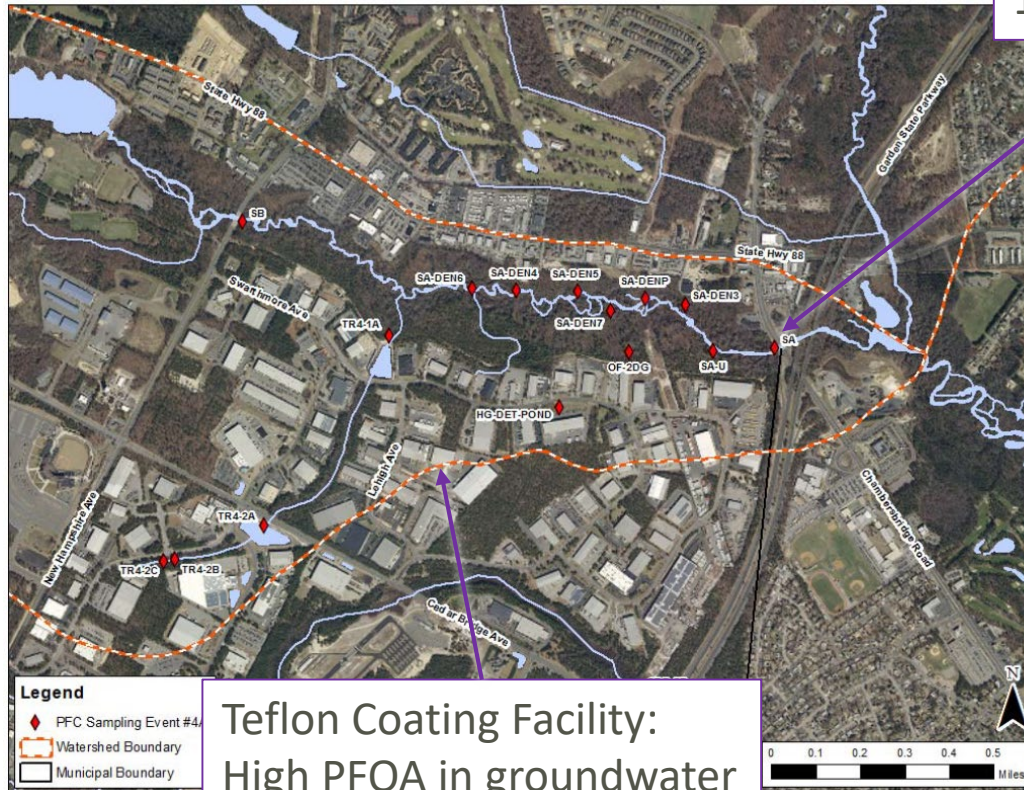 State Hwy 88
Garden State Parkway
SB
State Hwy 88
SA-DEN6
SA-DEN4
SA-DEN5
SA-DENP
SA-DEN3
Swarthmore Ave
SA-DEN7
TR4-1A
SA
OF-2DG
SA-U
HG-DET-POND
Lehigh Ave
Chambersbridge Road
TR4-2A
New Hampshire Ave
TR4-2C
TR4-2B
Cedar Bridge Ave
N
Legend
PFC Sampling Event #4A
Watershed Boundary
Municipal Boundary
Teflon Coating Facility:
High PFOA in groundwater
0 0.1 0.2 0.3 0.4 0.5
Miles